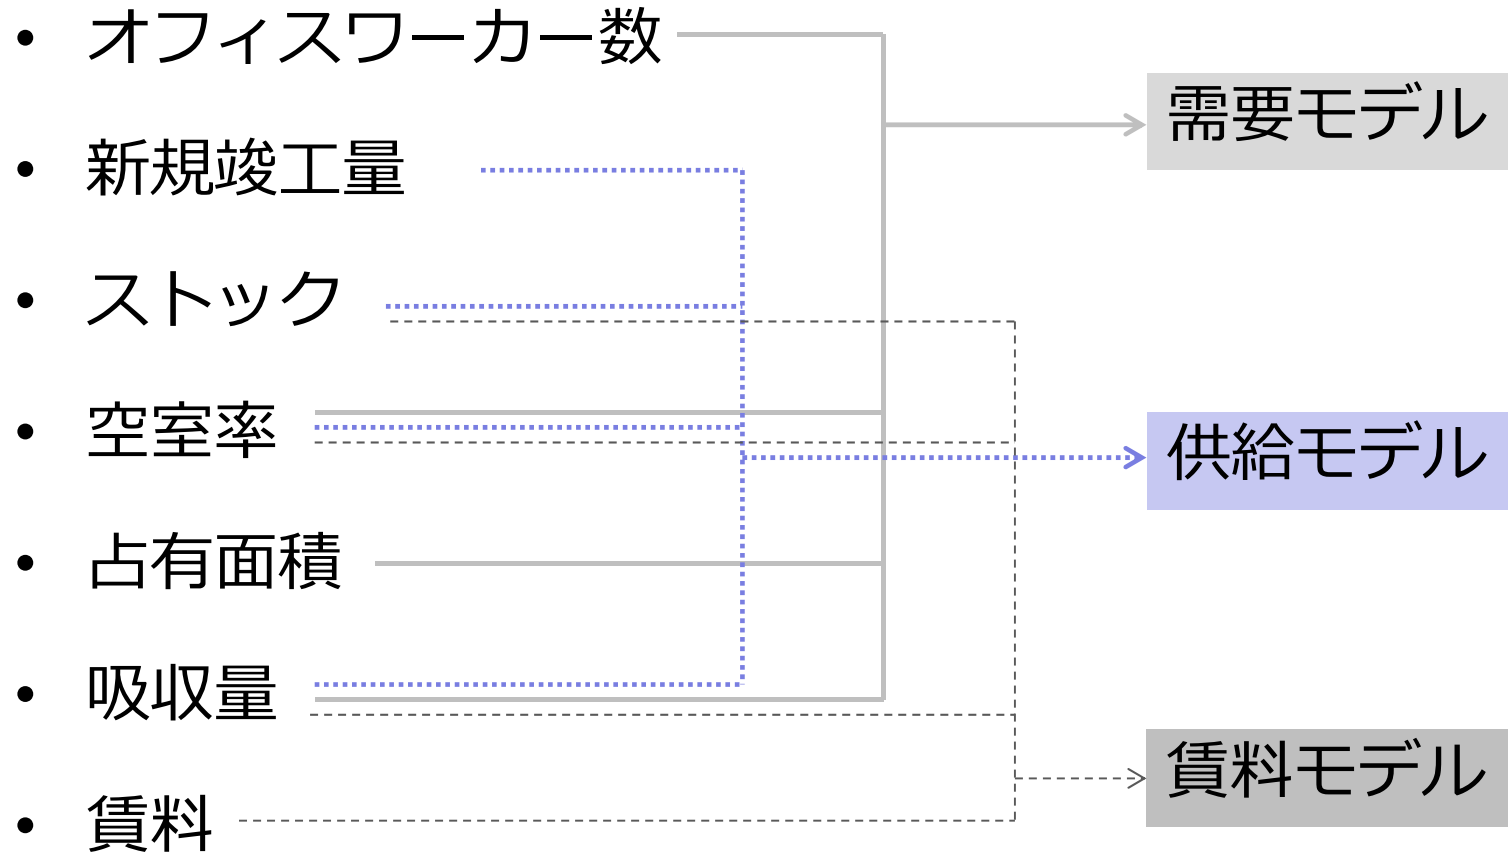 • オフィスワーカー数
• 新規竣工量
• ストック
• 空室率
• 占有面積
• 吸収量
• 賃料
需要モデル
供給モデル
賃料モデル